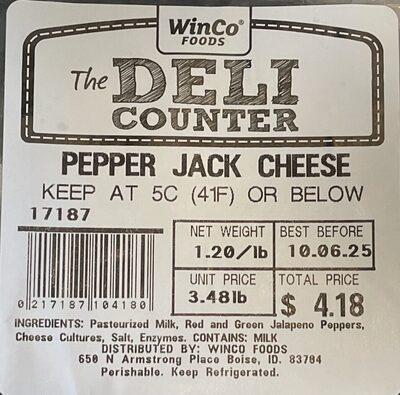 WinCo®
FOODS
The DELI
COUNTER
PEPPER JACK CHEESE
KEEP AT 5C (41F) OR BELOW
17187
NET WEIGHT BEST BEFORE
1.20/lb 10.06.25
UNIT PRICE TOTAL PRICE
3.48lb $ 4.18
0 217187 104180
INGREDIENTS: Pasteurized Milk, Red and Green Jalapeno Peppers,
Cheese Cultures, Salt, Enzymes. CONTAINS: MILK
DISTRIBUTED BY: WINCO FOODS
650 N Armstrong Place Boise, ID. 83704
Perishable. Keep Refrigerated.